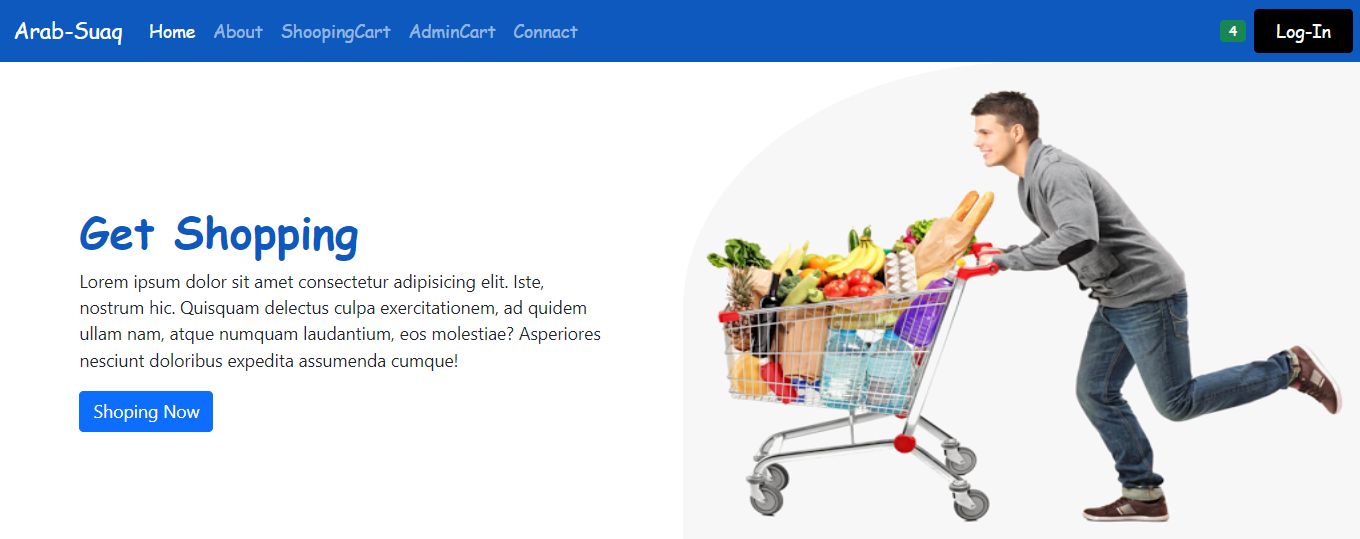 Arab-Suaq Home About ShoopingCart AdminCart Connact 4 Log-In
Get Shopping
Lorem ipsum dolor sit amet consectetur adipisicing elit. Iste,
nostrum hic. Quisquam delectus culpa exercitationem, ad quidem
ullam nam, atque numquam laudantium, eos molestiae? Asperiores
nesciunt doloribus expedita assumenda cumque!
Shoping Now